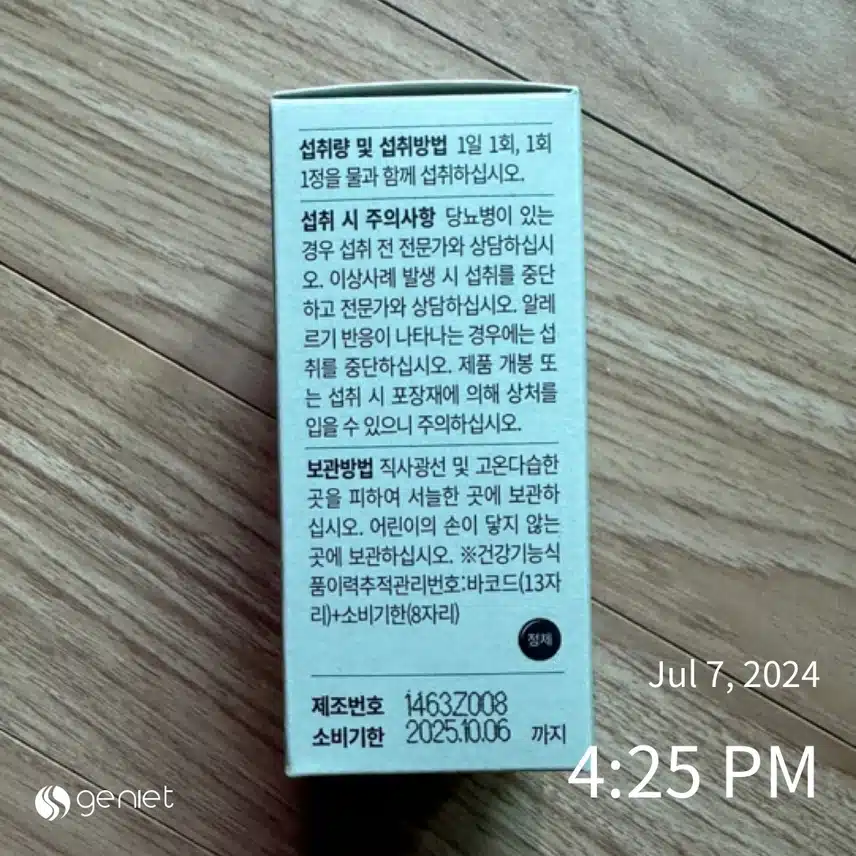 섭취량 및 섭취방법 1일 1회, 1회
1정을 물과 함께 섭취하십시오.
섭취 시 주의사항 당뇨병이 있는
경우 섭취 전 전문가와 상담하십시
오. 이상사례 발생 시 섭취를 중단
하고 전문가와 상담하십시오. 알레
르기 반응이 나타나는 경우에는 섭
취를 중단하십시오. 제품 개봉 또
는 섭취 시 포장재에 의해 상처를
입을 수 있으니 주의하십시오.
보관방법 직사광선 및 고온다습한
곳을 피하여 서늘한 곳에 보관하
십시오. 어린이의 손이 닿지 않는
곳에 보관하십시오. ※건강기능식
품이력추적관리번호:바코드(13자
리)+소비기한(8자리)
정제
제조번호 1463Z008
소비기한 2025.10.06 까지
Jul 7, 2024
4:25 PM
geniet